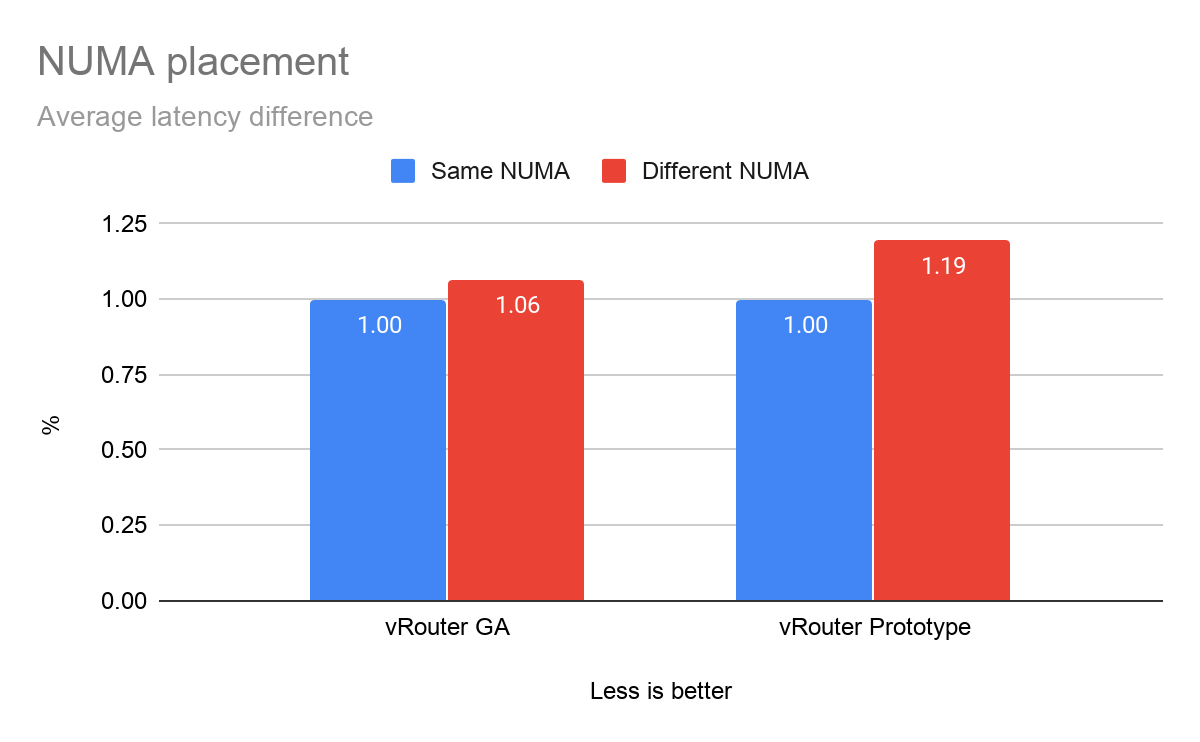 NUMA placement
Average latency difference
Same NUMA
Different NUMA
1.25
1.00
0.75
0.50
0.25
0.00
%
1.00
1.06
1.00
1.19
vRouter GA
vRouter Prototype
Less is better